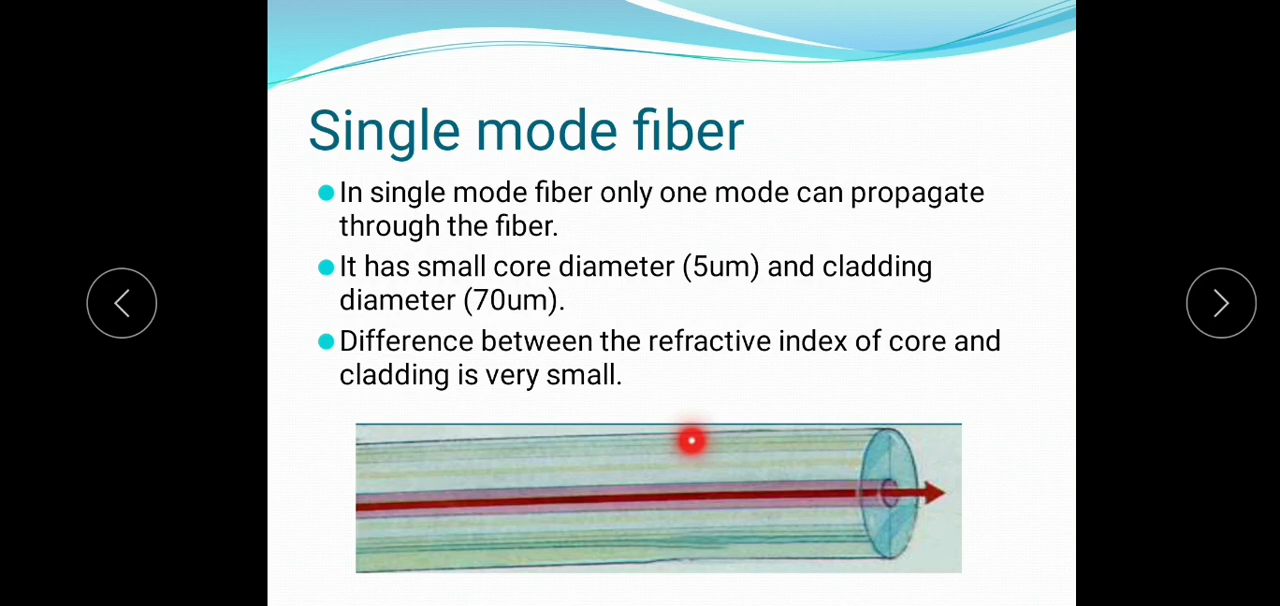 Single mode fiber
In single mode fiber only one mode can propagate
through the fiber.
It has small core diameter (5um) and cladding
diameter (70um).
Difference between the refractive index of core and
cladding is very small.